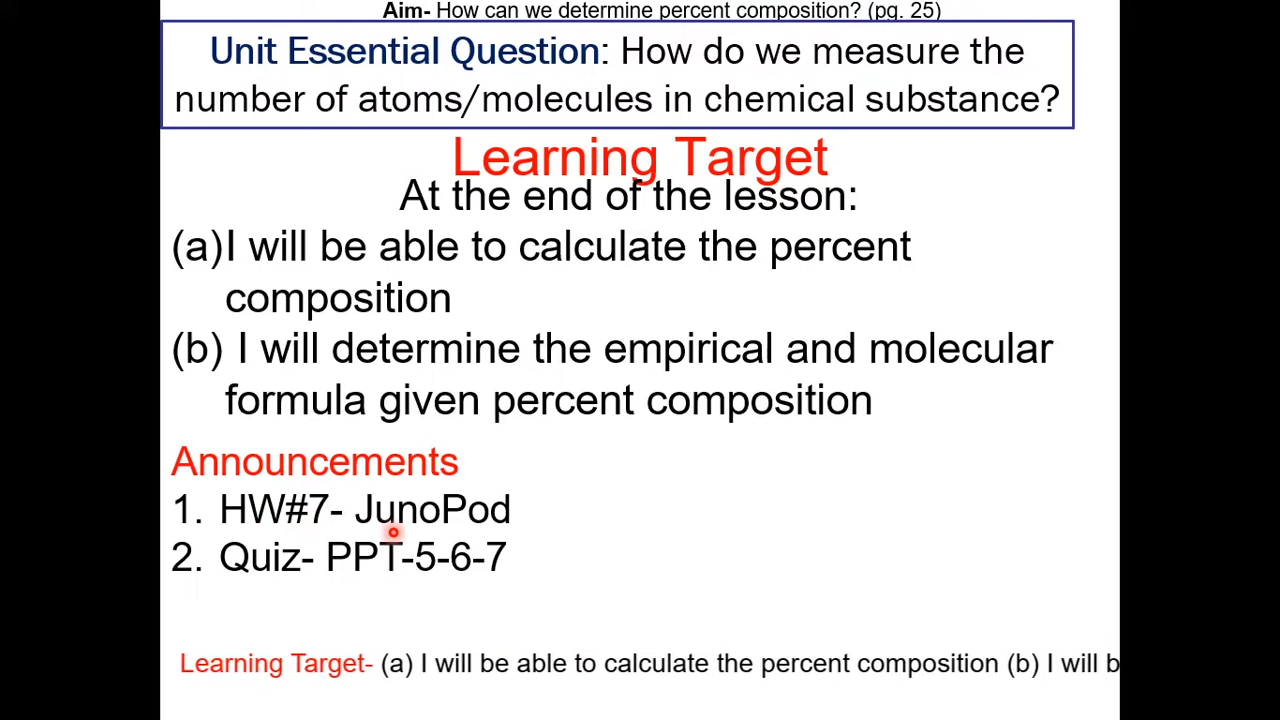 Aim- How can we determine percent composition? (pg. 25)
Unit Essential Question: How do we measure the
number of atoms/molecules in chemical substance?
Learning Target
At the end of the lesson:
(a)I will be able to calculate the percent
composition
(b) I will determine the empirical and molecular
formula given percent composition
Announcements
1. HW#7- JunoPod
2. Quiz- PPT-5-6-7
Learning Target- (a) I will be able to calculate the percent composition (b) I will b